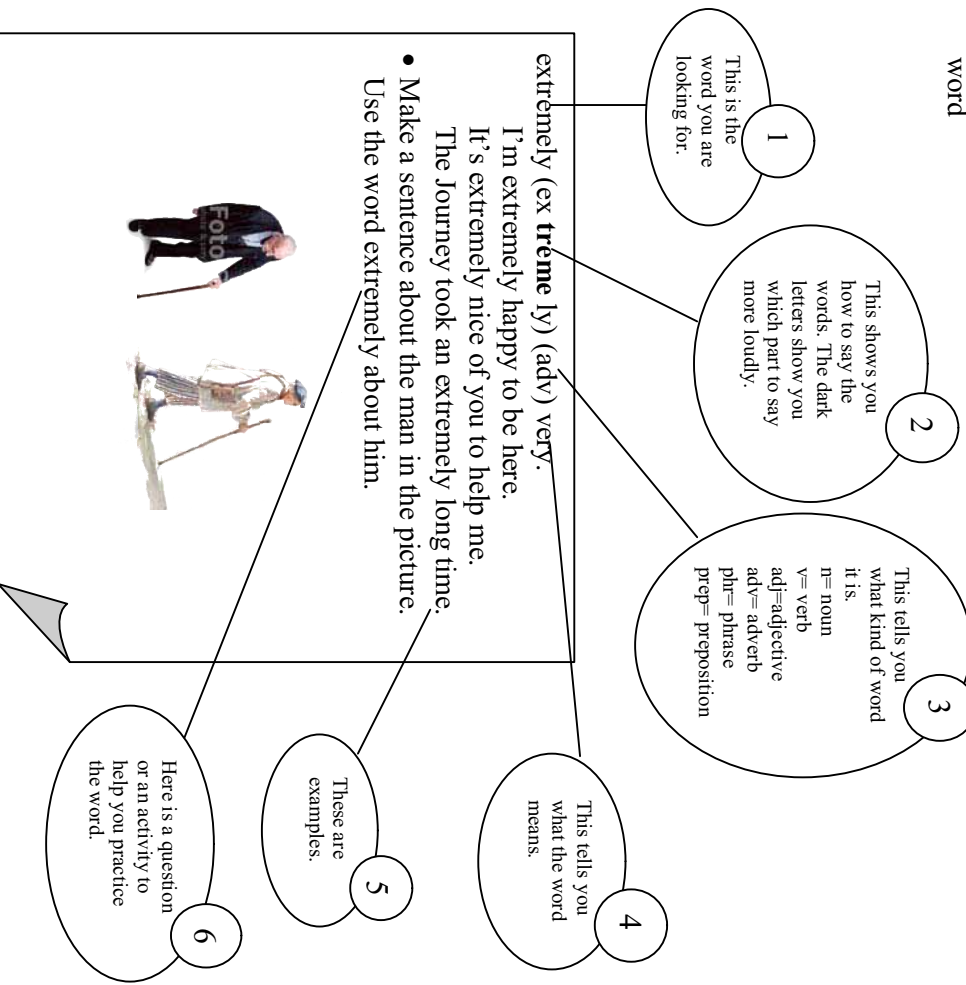 word
1
This is the
word you are
looking for.
2
This shows you
how to say the
words. The dark
letters show you
which part to say
more loudly.
3
This tells you
what kind of word
it is.
n= noun
v= verb
adj=adjective
adv= adverb
phr= phrase
prep= preposition
extremely (ex treme ly) (adv) very.
I'm extremely happy to be here.
It's extremely nice of you to help me.
The Journey took an extremely long time.
• Make a sentence about the man in the picture.
Use the word extremely about him.
Foto
4
This tells you
what the word
means.
5
These are
examples.
6
Here is a question
or an activity to
help you practice
the word.